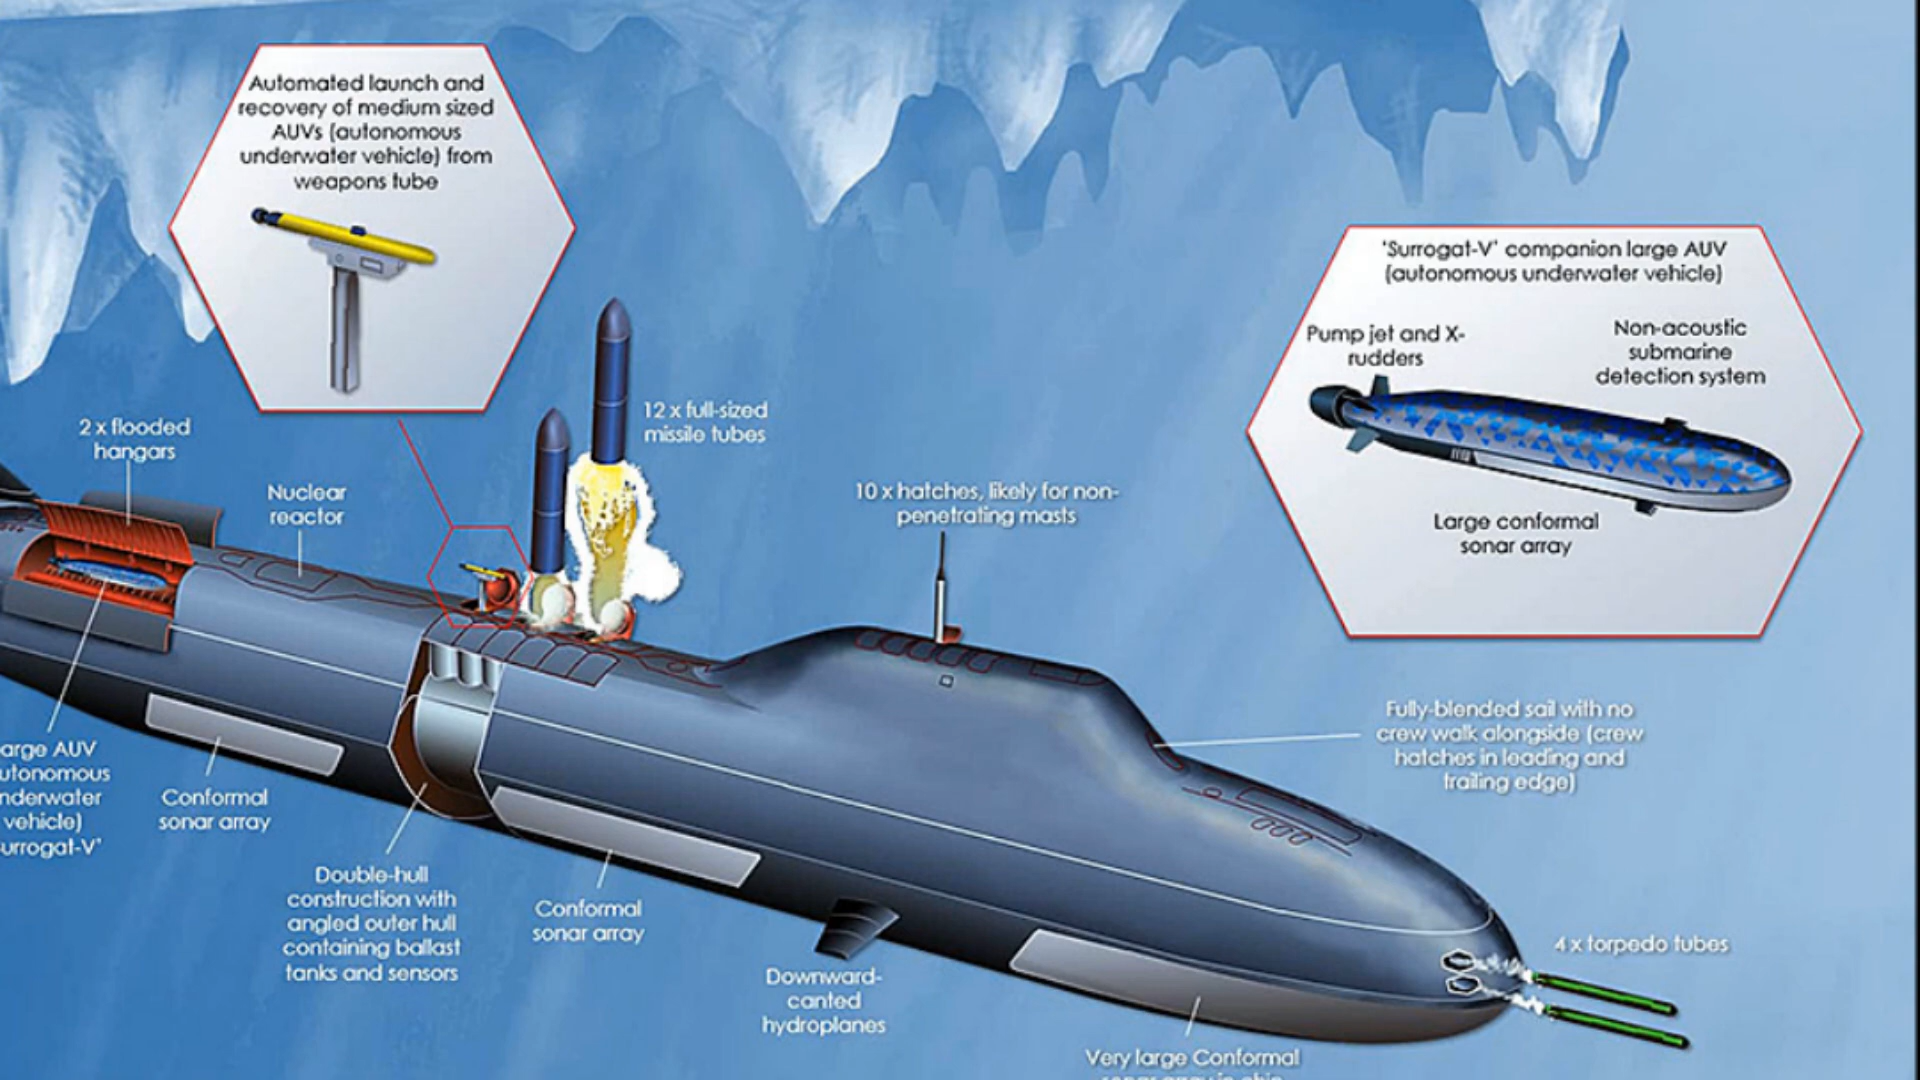 Automated launch and
recovery of medium sized
AUVs (autonomous
underwater vehicle) from
weapons tube
'Surrogat-V' companion large AUV
(autonomous underwater vehicle)
Pump jet and X-
rudders
Non-acoustic
submarine
detection system
Large conformal
sonar array
12 x full-sized
missile tubes
2 x flooded
hangars
Nuclear
reactor
10 x hatches, likely for non-
penetrating masts
Fully-blended sail with no
crew walk alongside (crew
hatches in leading and
trailing edge)
arge AUV
utonomous
nderwater
vehicle)
urrogat-V'
Conformal
sonar array
Double-hull
construction with
angled outer hull
containing ballast
tanks and sensors
Conformal
sonar array
Downward-
canted
hydroplanes
4 x torpedo tubes
Very large Conformal